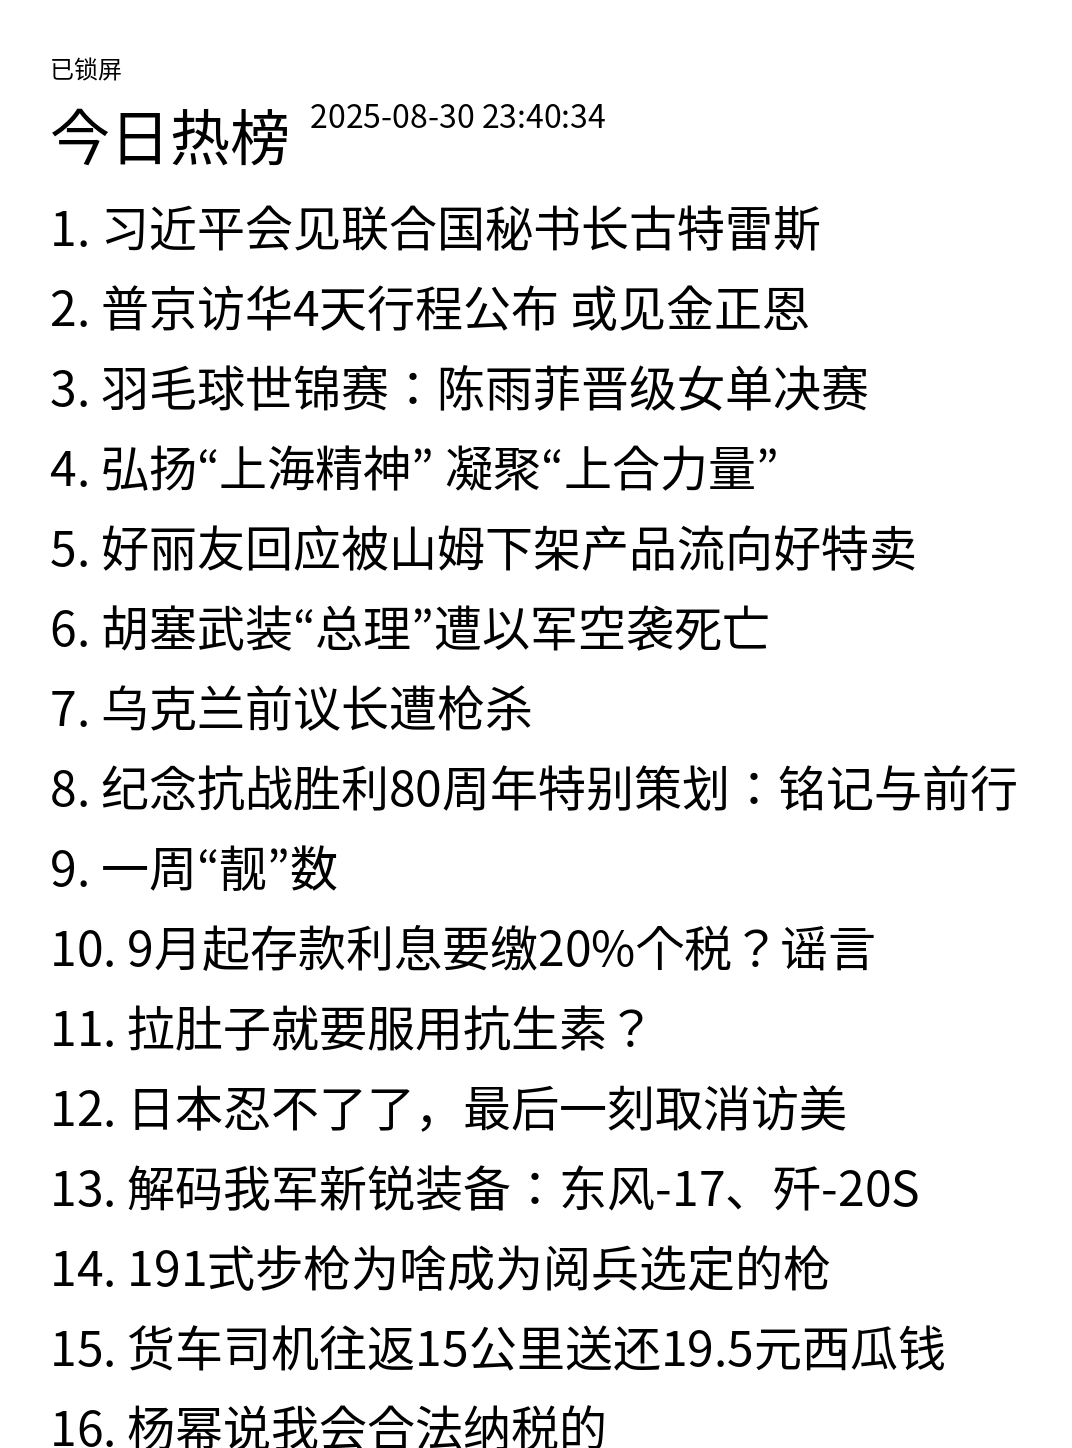 已锁屏
今日热榜 2025-08-30 23:40:34
1. 习近平会见联合国秘书长古特雷斯
2. 普京访华4天行程公布 或见金正恩
3. 羽毛球世锦赛：陈雨菲晋级女单决赛
4. 弘扬“上海精神” 凝聚“上合力量”
5. 好丽友回应被山姆下架产品流向好特卖
6. 胡塞武装“总理”遭以军空袭死亡
7. 乌克兰前议长遭枪杀
8. 纪念抗战胜利80周年特别策划：铭记与前行
9. 一周“靓”数
10. 9月起存款利息要缴20%个税？谣言
11. 拉肚子就要服用抗生素？
12. 日本忍不了了，最后一刻取消访美
13. 解码我军新锐装备：东风-17、歼-20S
14. 191式步枪为啥成为阅兵选定的枪
15. 货车司机往返15公里送还19.5元西瓜钱
16. 杨幂说我会合法纳税的